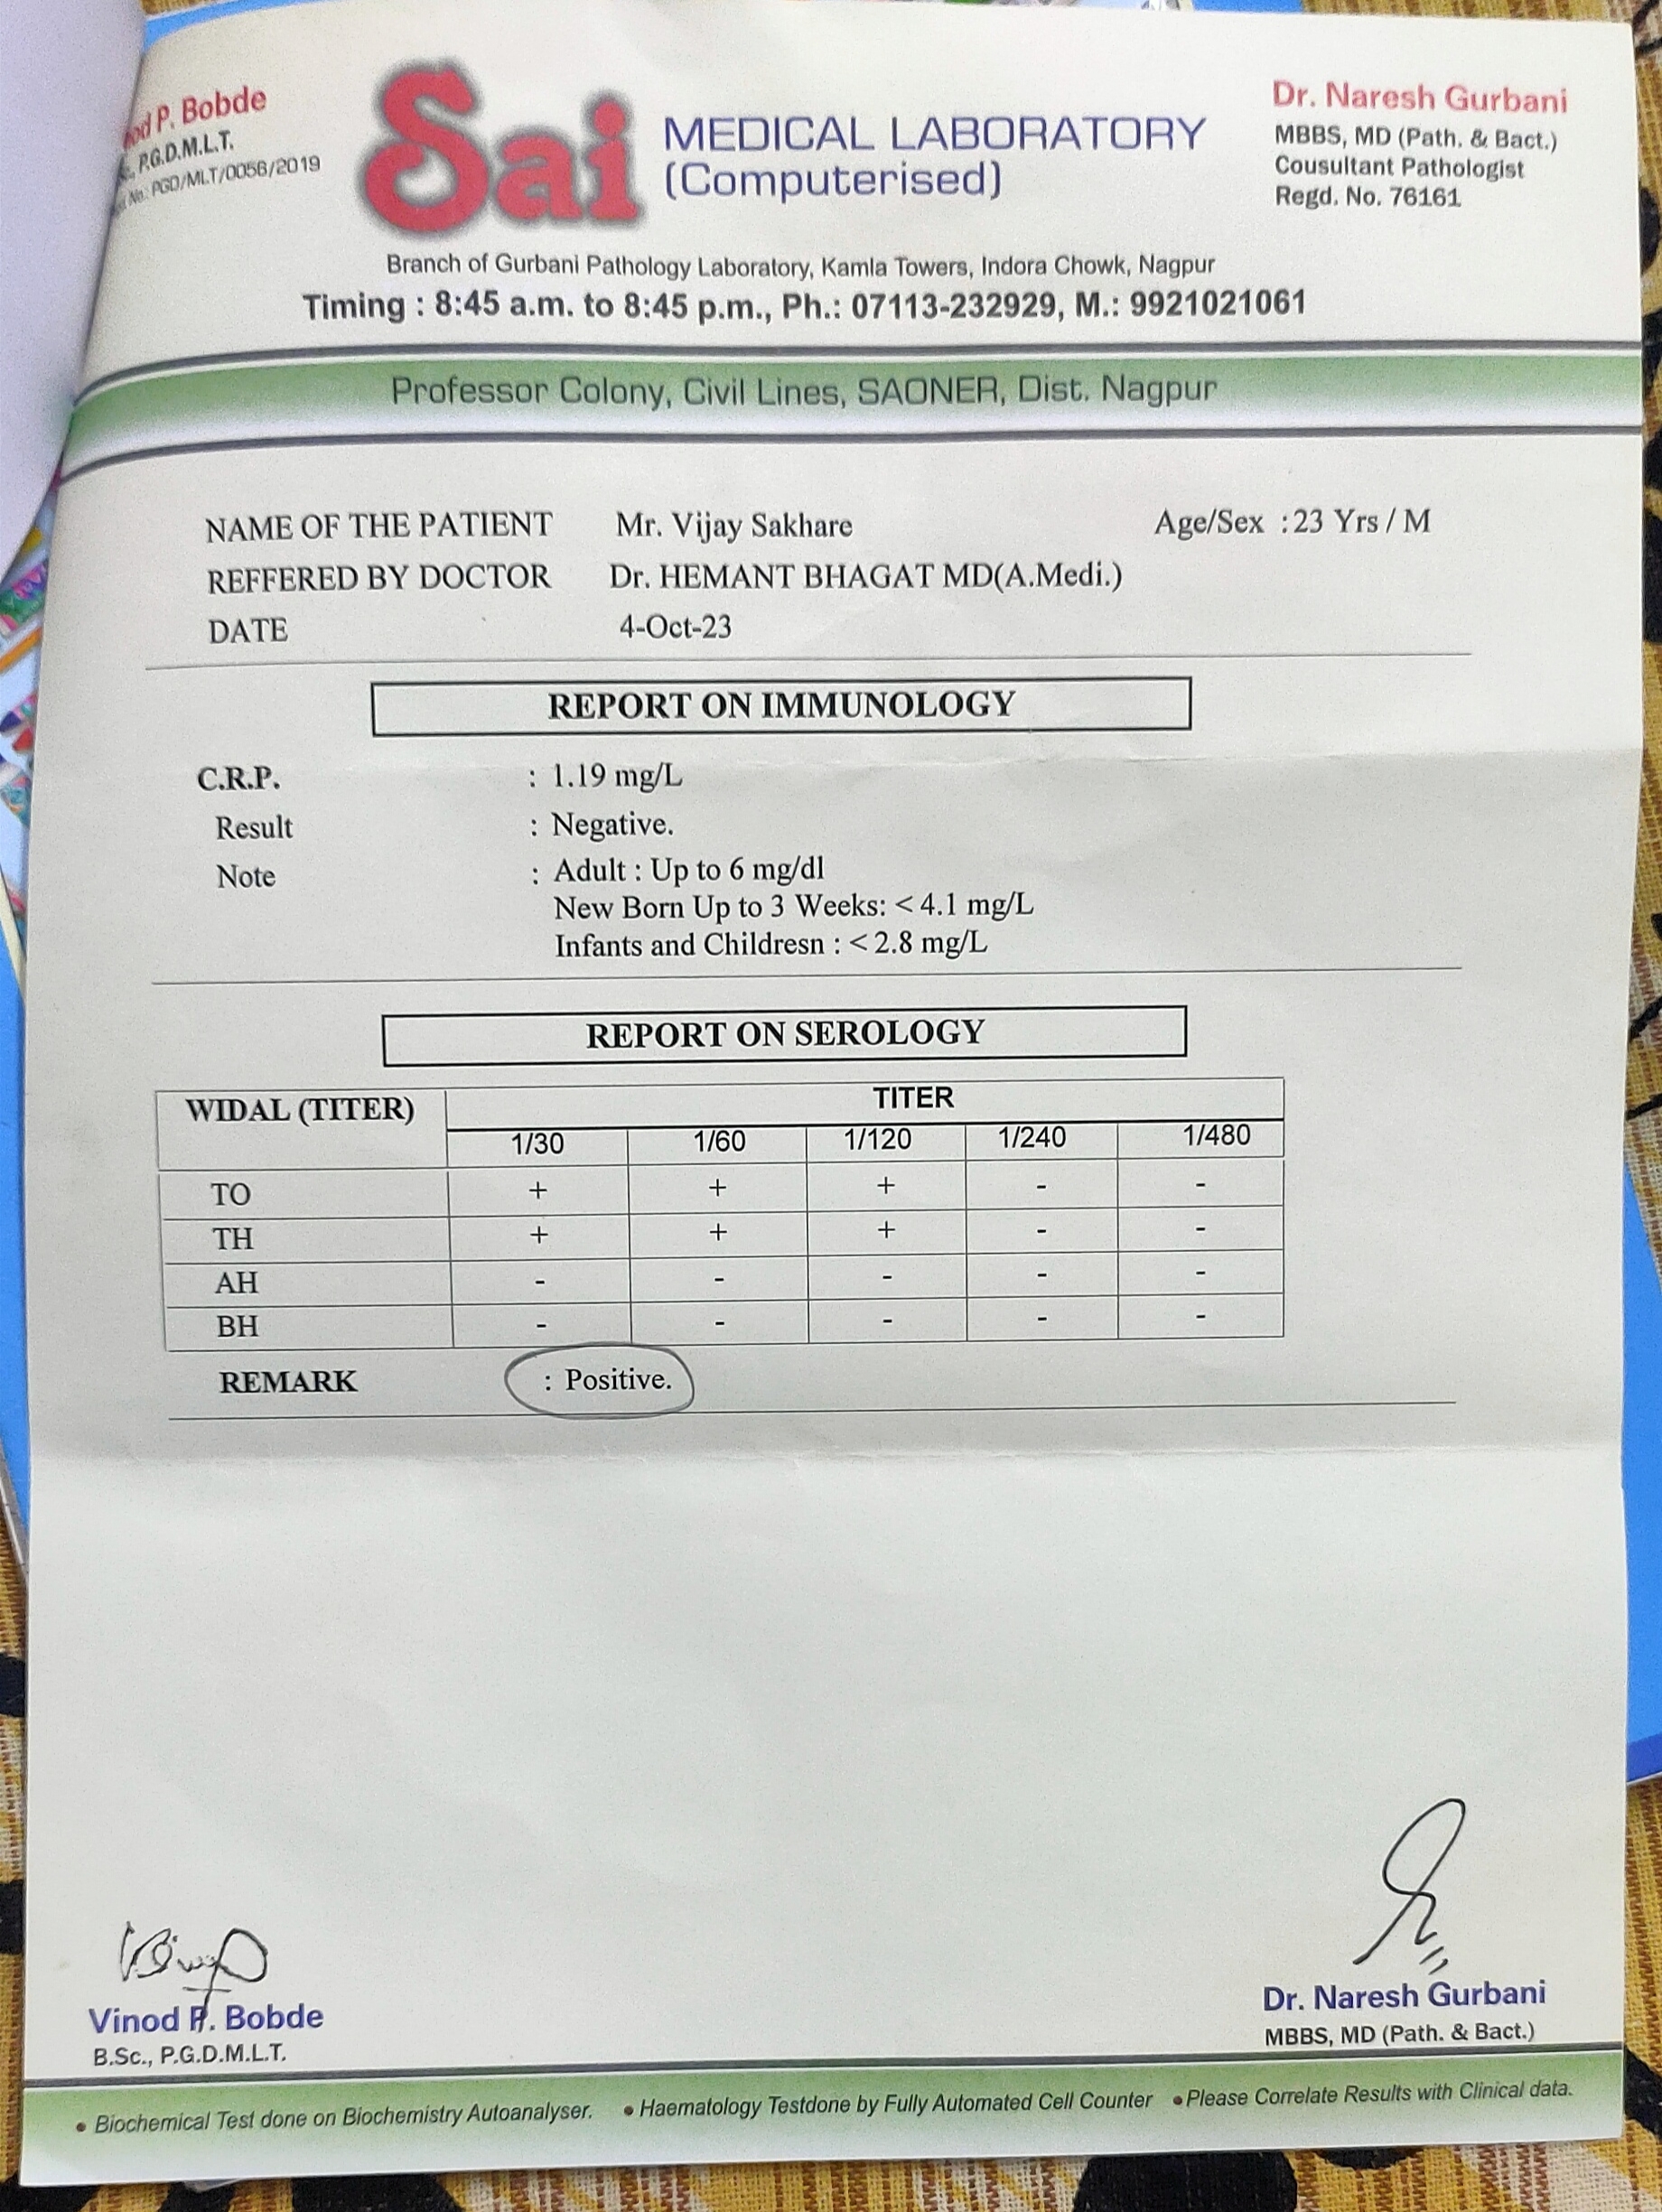 P. Bobde
P.G.D.M.L.T.
No.: PGD/MLT/0056/2019
Sai
MEDICAL LABORATORY
(Computerised)
Dr. Naresh Gurbani
MBBS, MD (Path. & Bact.)
Cousultant Pathologist
Regd. No. 76161
Branch of Gurbani Pathology Laboratory, Kamla Towers, Indora Chowk, Nagpur
Timing : 8:45 a.m. to 8:45 p.m., Ph.: 07113-232929, M.: 9921021061
Professor Colony, Civil Lines, SAONER, Dist. Nagpur
NAME OF THE PATIENT Mr. Vijay Sakhare Age/Sex : 23 Yrs / M
REFFERED BY DOCTOR Dr. HEMANT BHAGAT MD(A.Medi.)
DATE 4-Oct-23
REPORT ON IMMUNOLOGY
C.R.P. : 1.19 mg/L
Result : Negative.
Note : Adult : Up to 6 mg/dl
New Born Up to 3 Weeks: < 4.1 mg/L
Infants and Childresn : < 2.8 mg/L
REPORT ON SEROLOGY
WIDAL (TITER) TITER
1/30 1/60 1/120 1/240 1/480
TO + + + - -
TH + + + - -
AH - - - - -
BH - - - - -
REMARK : Positive.
Vinod P. Bobde
B.Sc., P.G.D.M.L.T.
Dr. Naresh Gurbani
MBBS, MD (Path. & Bact.)
• Biochemical Test done on Biochemistry Autoanalyser. • Haematology Testdone by Fully Automated Cell Counter • Please Correlate Results with Clinical data.